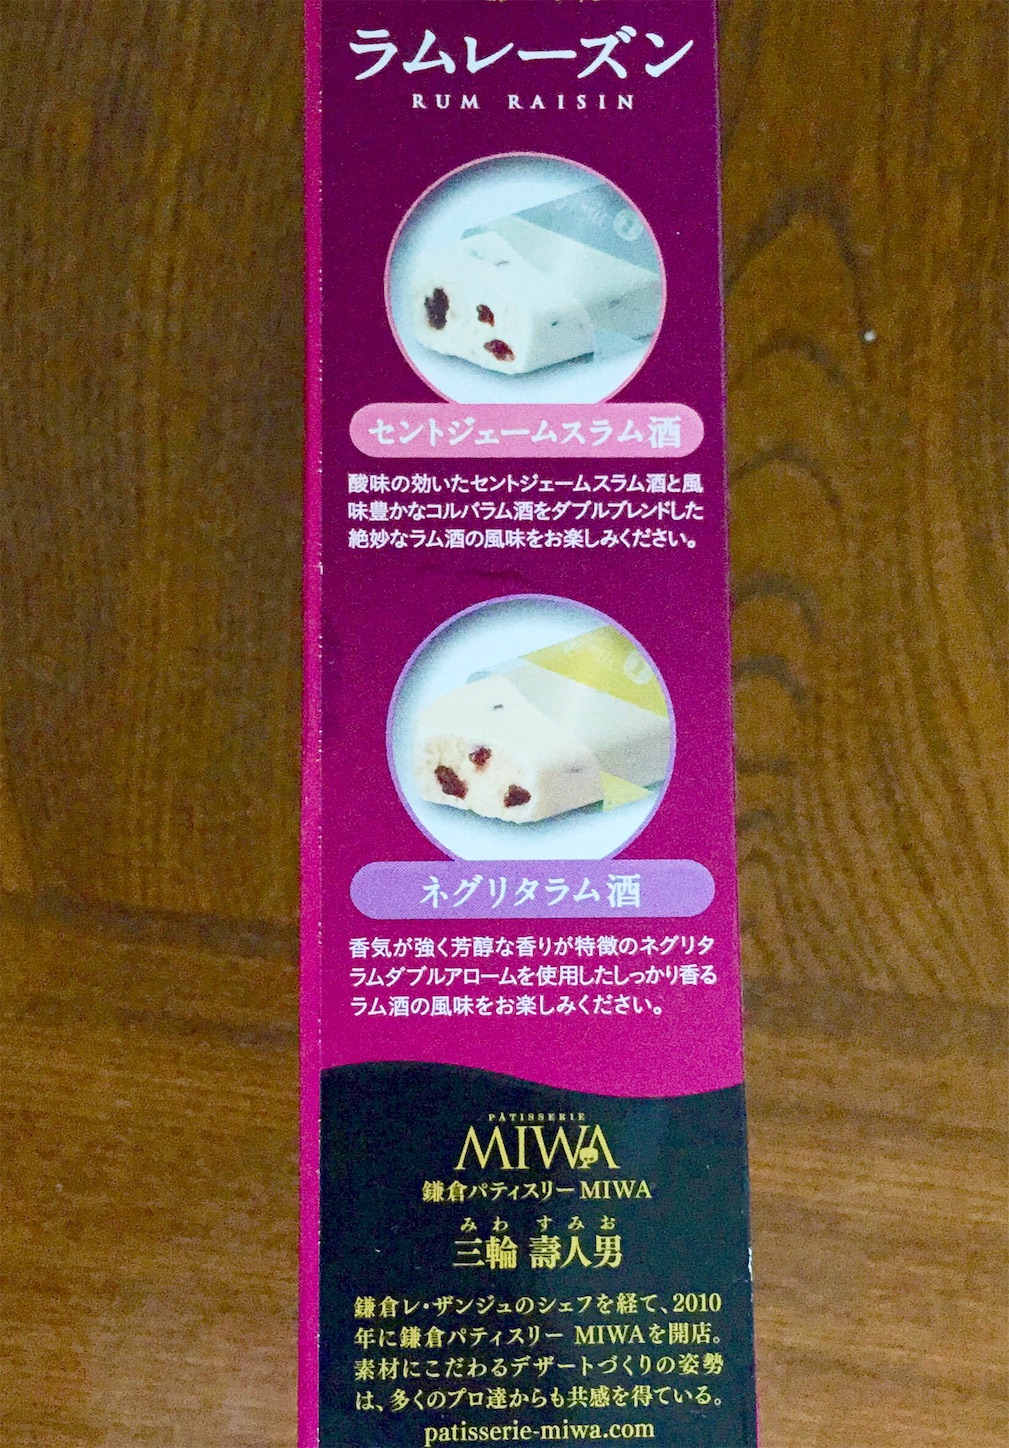 ラムレーズン
RUM RAISIN
セントジェームスラム酒
酸味の効いたセントジェームスラム酒と風
味豊かなコルバラム酒をダブルブレンドした
絶妙なラム酒の風味をお楽しみください。
ネグリタラム酒
香気が強く芳醇な香りが特徴のネグリタ
ラムダブルアロームを使用したしっかり香る
ラム酒の風味をお楽しみください。
PÂTISSERIE
MIWA
鎌倉パティスリー MIWA
みわ すみお
三輪 壽人男
鎌倉レ・ザンジュのシェフを経て、2010
年に鎌倉パティスリー MIWAを開店。
素材にこだわるデザートづくりの姿勢
は、多くのプロ達からも共感を得ている。
patisserie-miwa.com